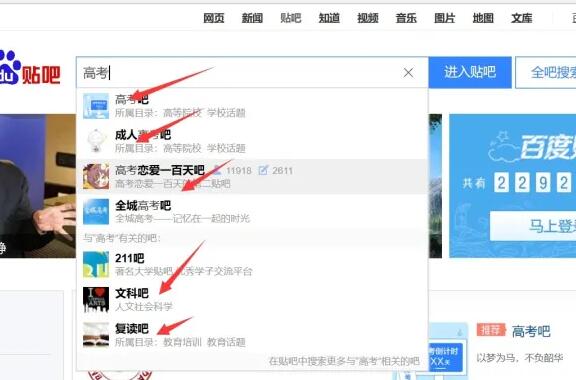 网页 新闻 贴吧 知道 视频 音乐 图片 地图 文库
du 贴吧
高考
进入贴吧
全吧搜索
高考吧
所属目录：高等院校 学校话题
成人高考吧
所属目录：高等院校 学校话题
高考恋爱一百天吧 11918 2611
高考恋爱一百天 第二贴吧
全城高考吧
全城高考——记忆在一起的时光
与"高考"有关的吧：
211吧
著名大学贴吧 优秀学子交流平台
文科吧
人文社会科学
复读吧
所属目录：教育培训 教育话题
在贴吧中搜索更多与"高考"相关的吧
百度贴
共有 2 2 9 2
马上登录
推荐 高考吧
以梦为马，不负韶华
考倒计时
XX天